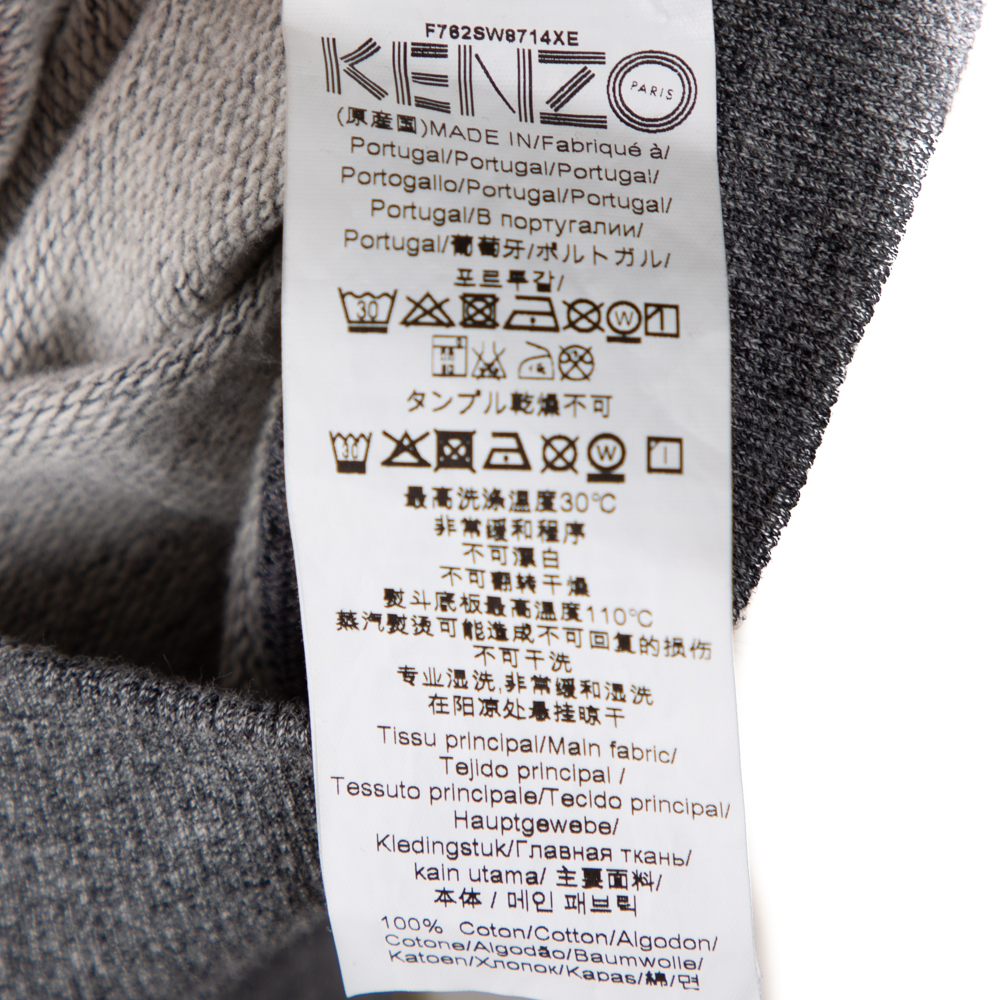 F762SW8714XE
KENZO PARIS
(原産国)MADE IN/Fabriqué à/
Portugal/Portugal/Portugal/
Portogallo/Portugal/Portugal/
Portugal/В португалии/
Portugal/葡萄牙/ポルトガル/
포르투갈/
30 W
タンブル乾燥不可
30 W
最高洗涤温度30°C
非常缓和程序
不可漂白
不可翻转干燥
熨斗底板最高温度110°C
蒸汽熨烫可能造成不可回复的损伤
不可干洗
专业湿洗,非常缓和湿洗
在阳凉处悬挂晾干
Tissu principal/Main fabric/
Tejido principal /
Tessuto principale/Tecido principal/
Hauptgewebe/
Kledingstuk/Главная ткань/
kain utama/ 主要面料/
本体 / 메인 패브릭
100% Coton/Cotton/Algodon/
Cotone/Algodão/Baumwolle/
Katoen/Хлопок/Kapas/綿/면